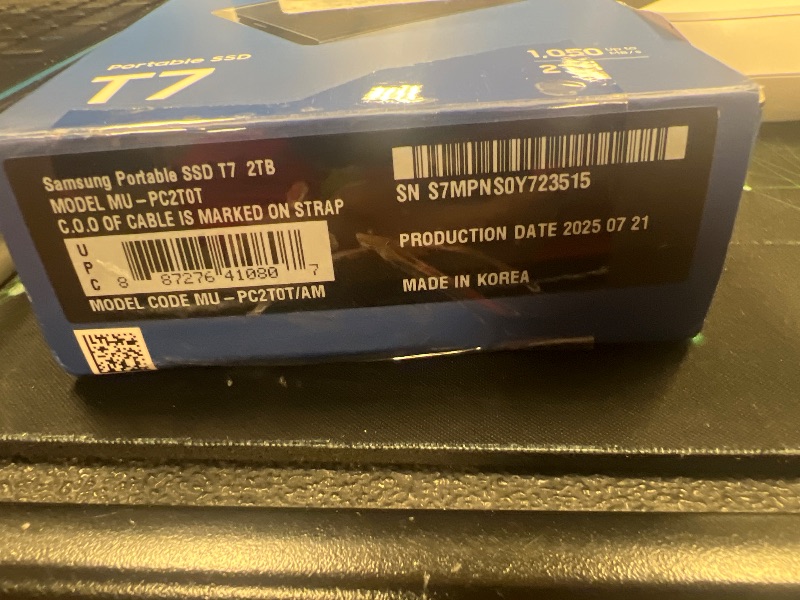 Portable SSD
T7
1,050
Samsung Portable SSD T7 2TB
MODEL MU-PC2T0T
C.O.O OF CABLE IS MARKED ON STRAP
UPC
8 87276 41080 7
MODEL CODE MU-PC2T0T/AM
SN S7MPNS0Y723515
PRODUCTION DATE 2025 07 21
MADE IN KOREA